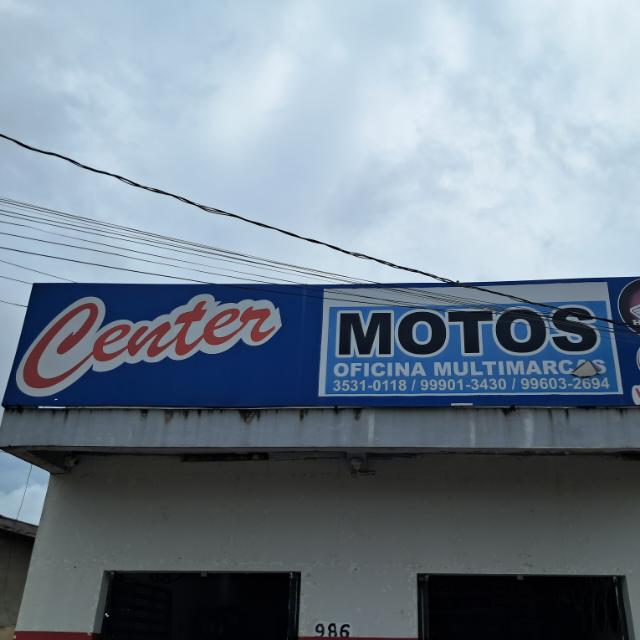 Center
MOTOS
OFICINA MULTIMARCAS
3531-0118 / 99901-3430 / 99603-2694
986